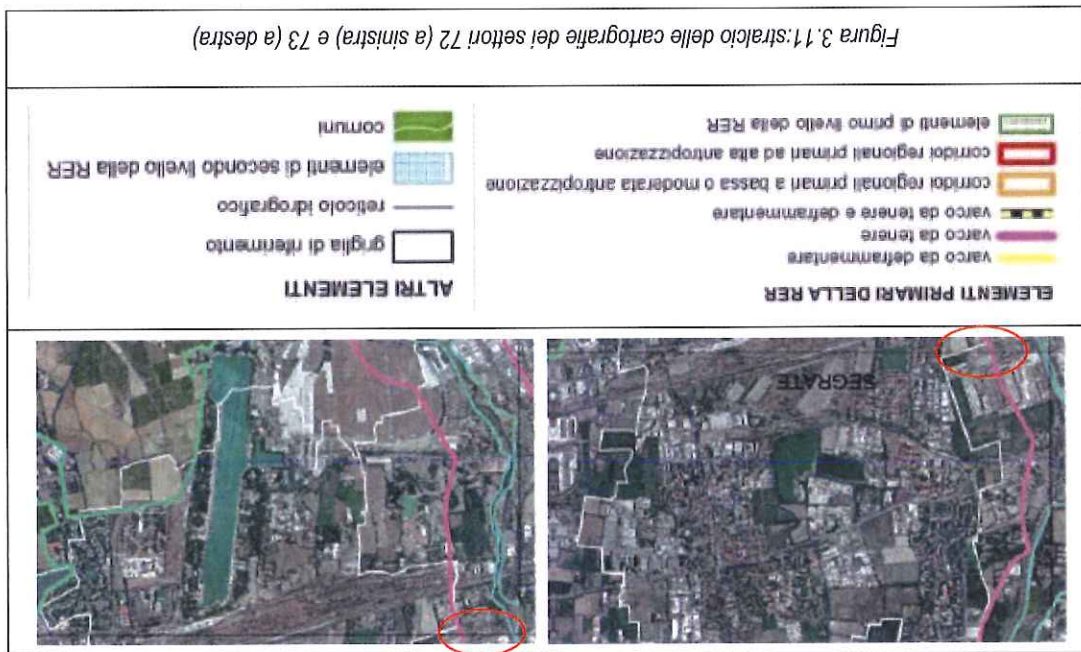 SEGRATE
ELEMENTI PRIMARI DELLA RER
varco da deframmentare
varco da tenere
varco da tenere e deframmentare
corridoi regionali primari a bassa o moderata antropizzazione
corridoi regionali primari ad alta antropizzazione
elementi di primo livello della RER
ALTRI ELEMENTI
griglia di riferimento
reticolo idrografico
elementi di secondo livello della RER
comuni
Figura 3.11:stralcio delle cartografie dei settori 72 (a sinistra) e 73 (a destra)